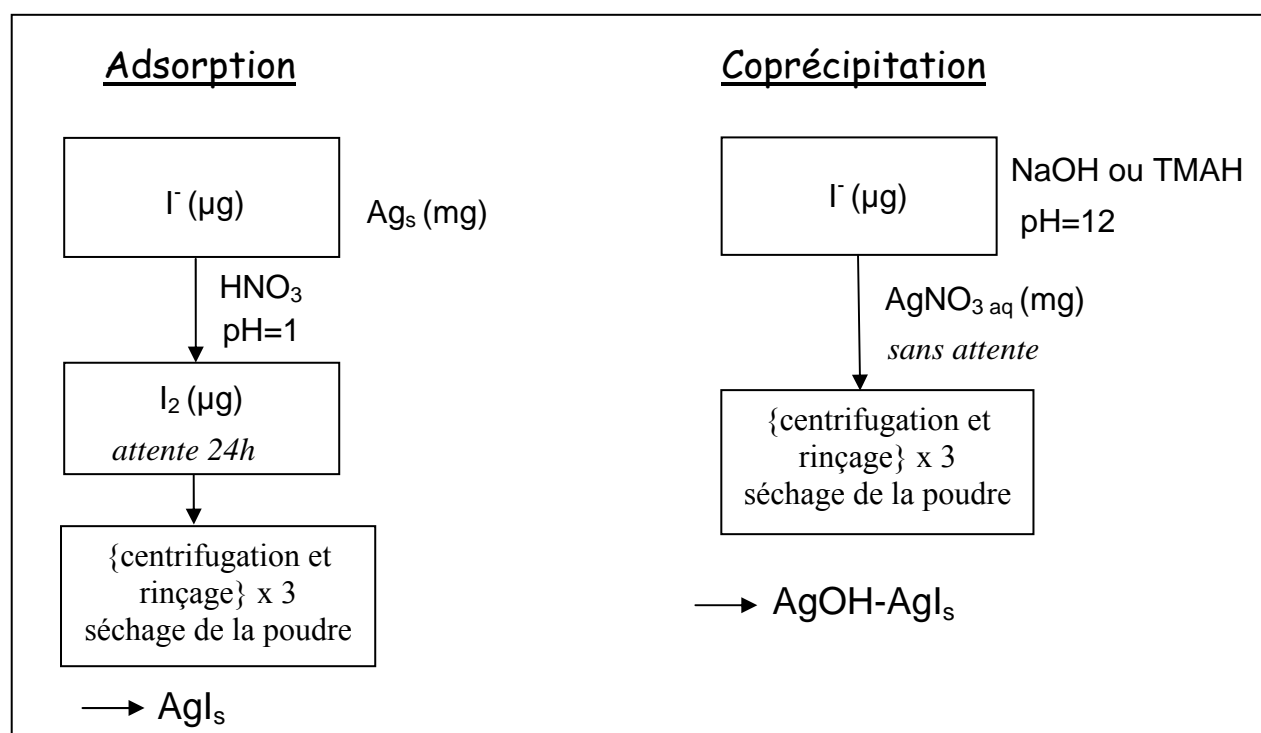 Adsorption
I⁻ (µg)
Agₛ (mg)
HNO₃
pH=1
I₂ (µg)
attente 24h
{centrifugation et
rinçage} x 3
séchage de la poudre
AgIₛ
Coprécipitation
I⁻ (µg)
NaOH ou TMAH
pH=12
AgNO₃ aq (mg)
sans attente
{centrifugation et
rinçage} x 3
séchage de la poudre
AgOH-AgIₛ